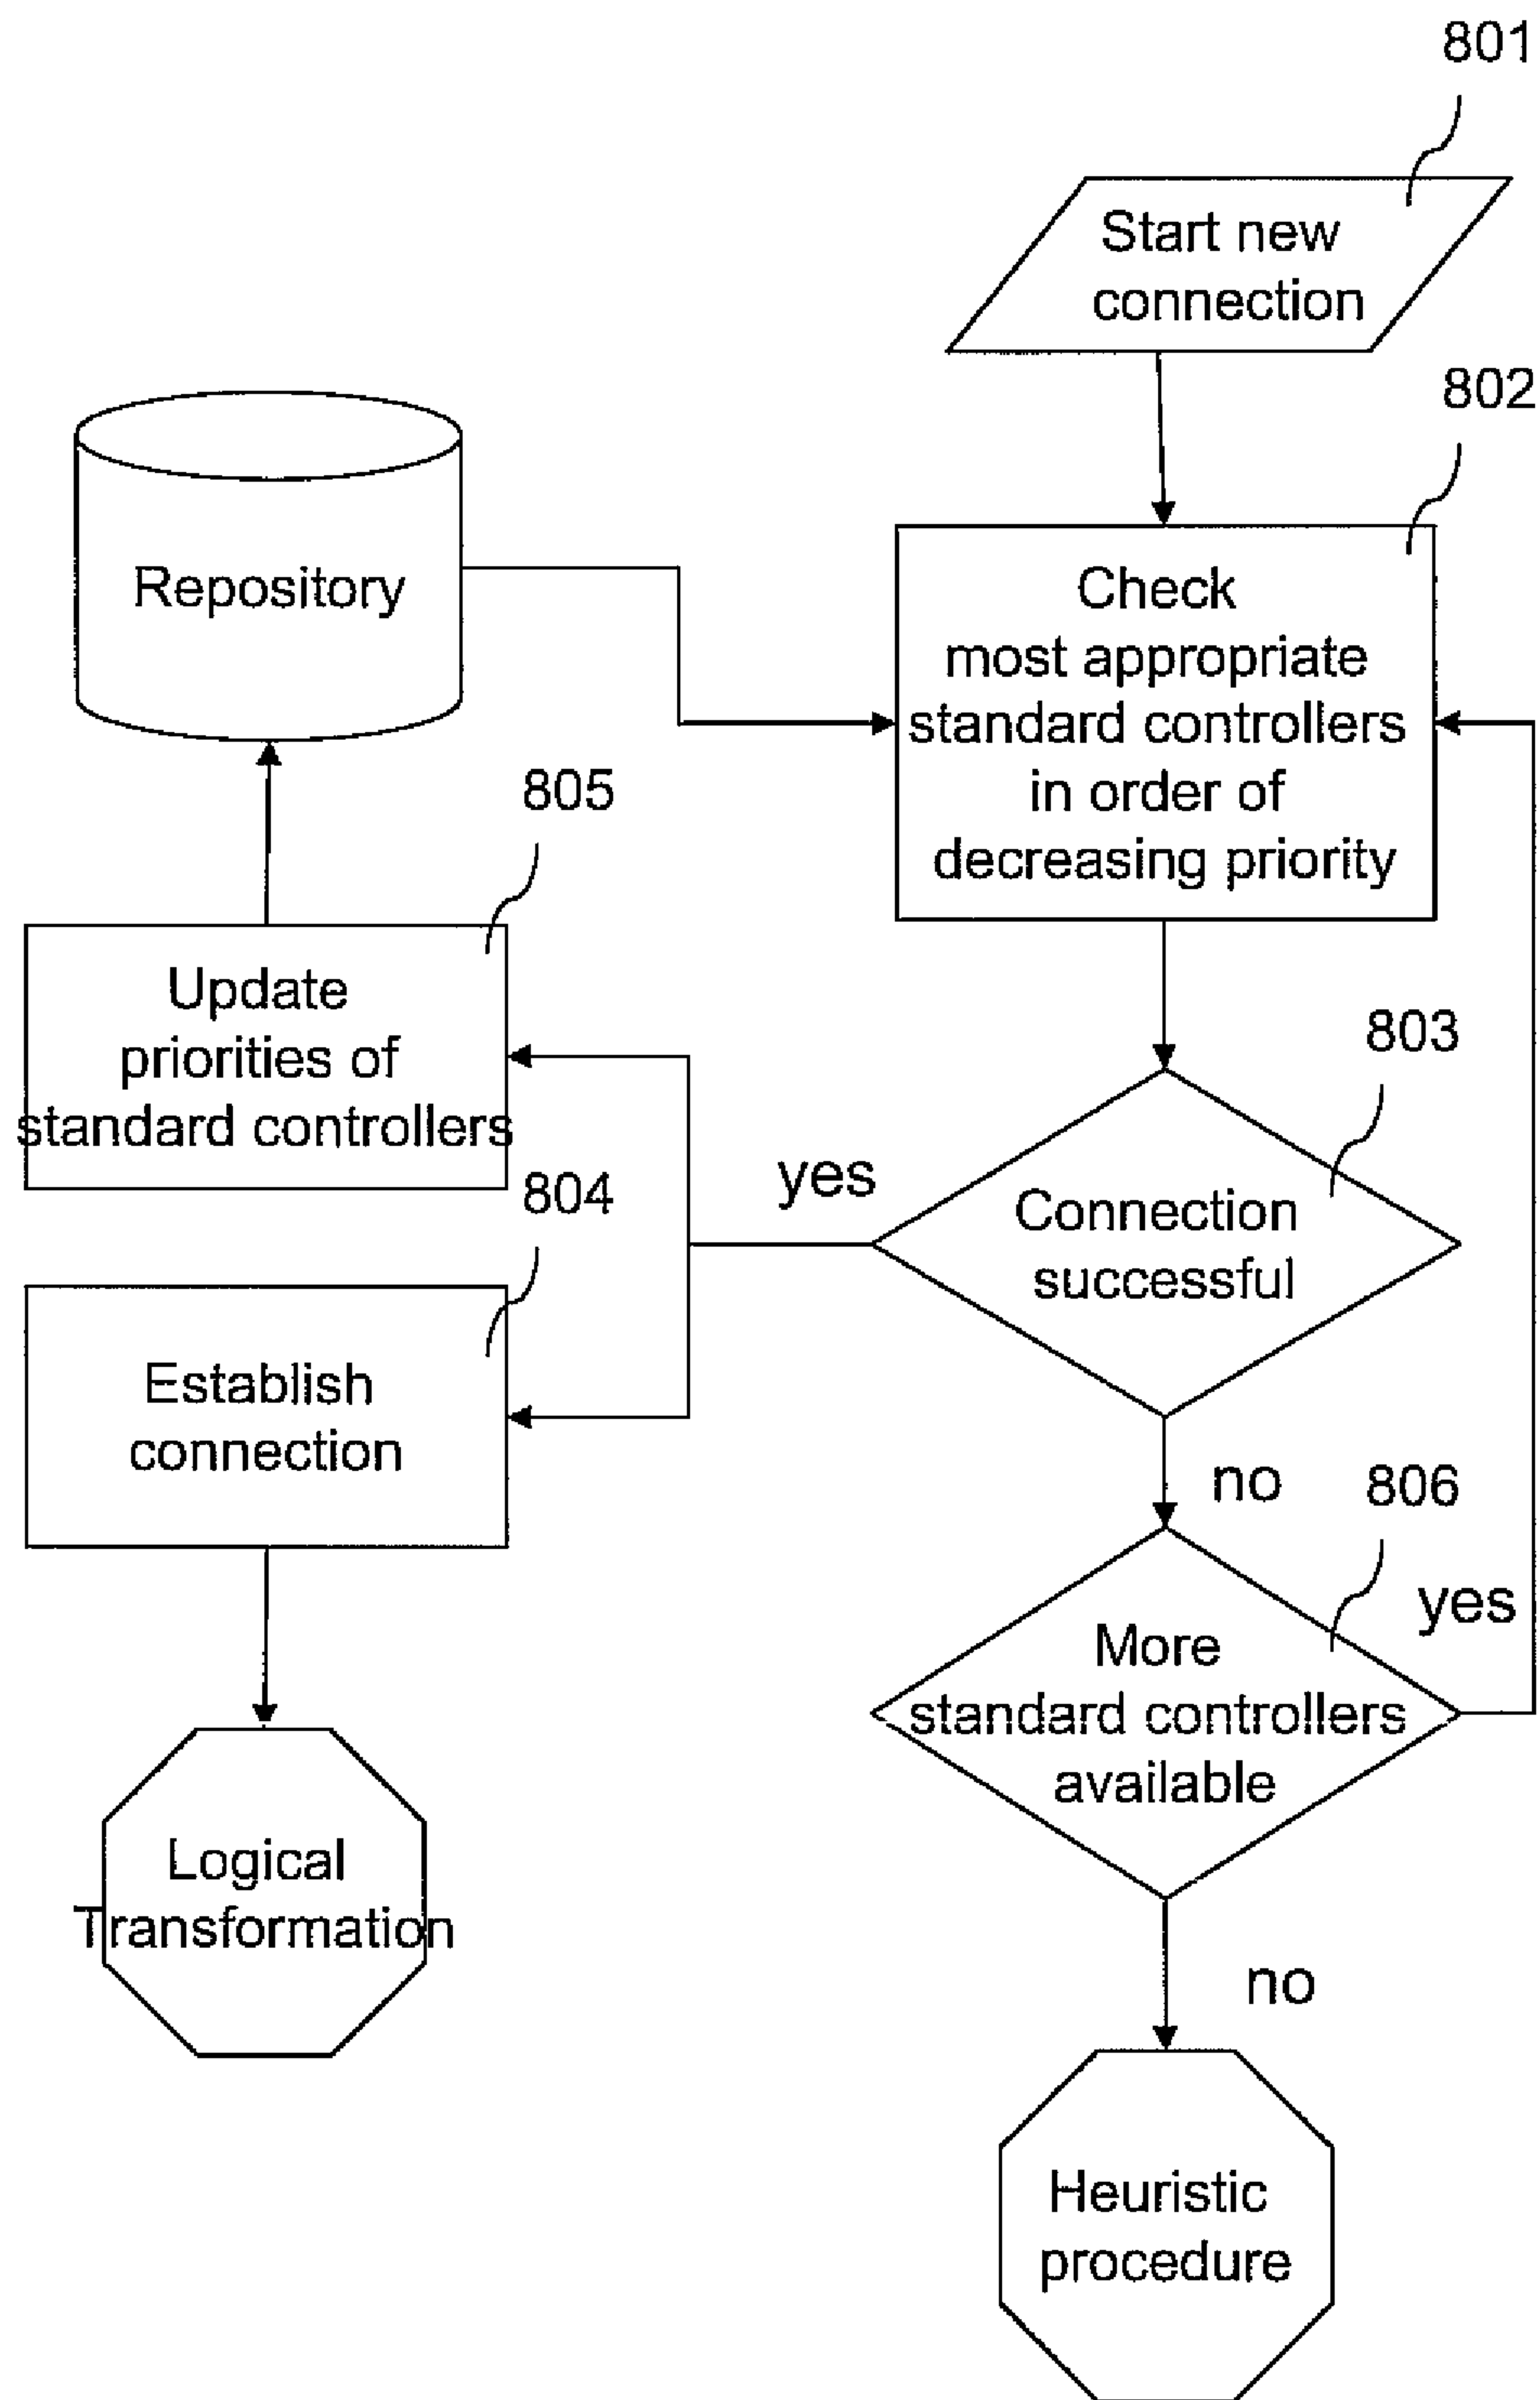 801
Start new
connection
802
Repository
Check
most appropriate
standard controllers
in order of
decreasing priority
805
Update
priorities of
standard controllers
803
yes
804
Connection
successful
Establish
connection
no
806
yes
More
standard controllers
available
Logical
Transformation
no
Heuristic
procedure